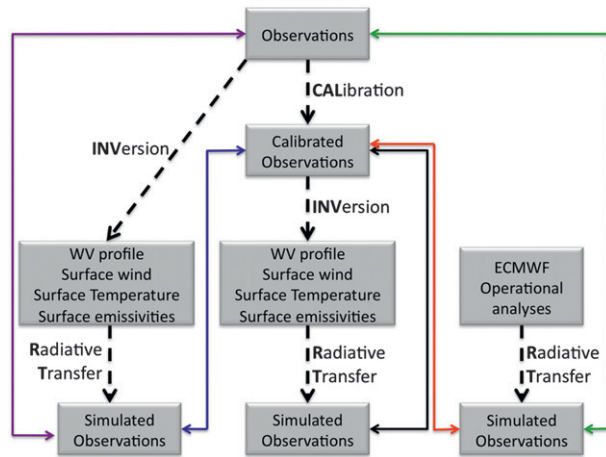 Observations
CALibration
INVersion
Calibrated
Observations
INVersion
WV profile
Surface wind
Surface Temperature
Surface emissivities
WV profile
Surface wind
Surface Temperature
Surface emissivities
ECMWF
Operational
analyses
Radiative
Transfer
Radiative
Transfer
Radiative
Transfer
Simulated
Observations
Simulated
Observations
Simulated
Observations